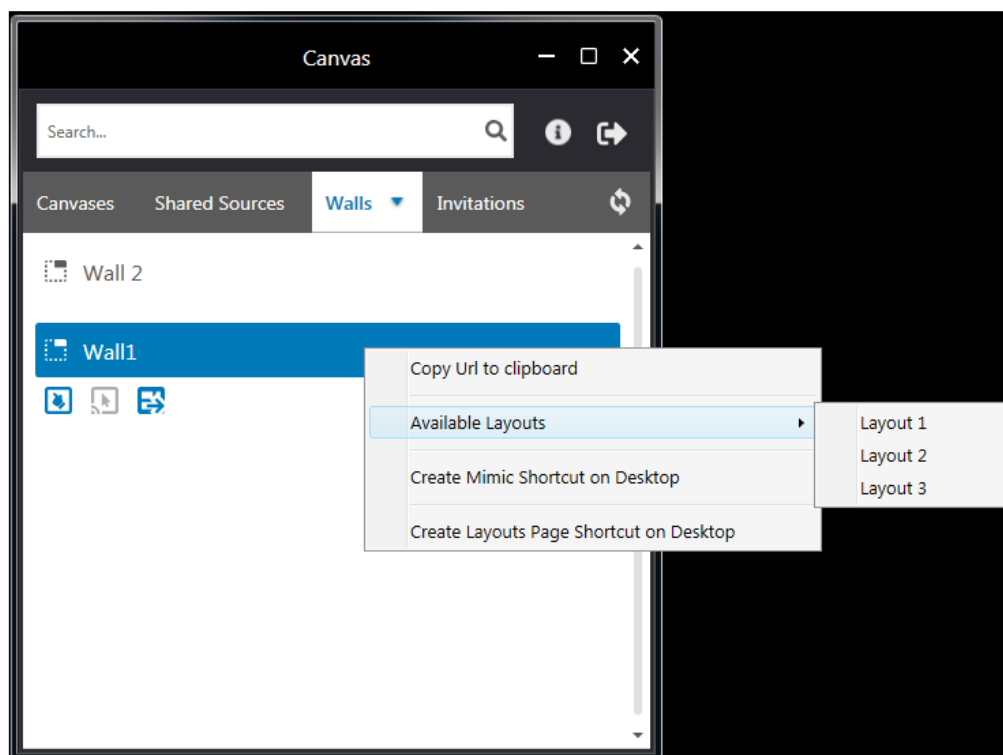 Canvas
Search...
Canvases Shared Sources Walls Invitations
Wall 2
Wall1
Copy Url to clipboard
Available Layouts
Layout 1
Layout 2
Layout 3
Create Mimic Shortcut on Desktop
Create Layouts Page Shortcut on Desktop